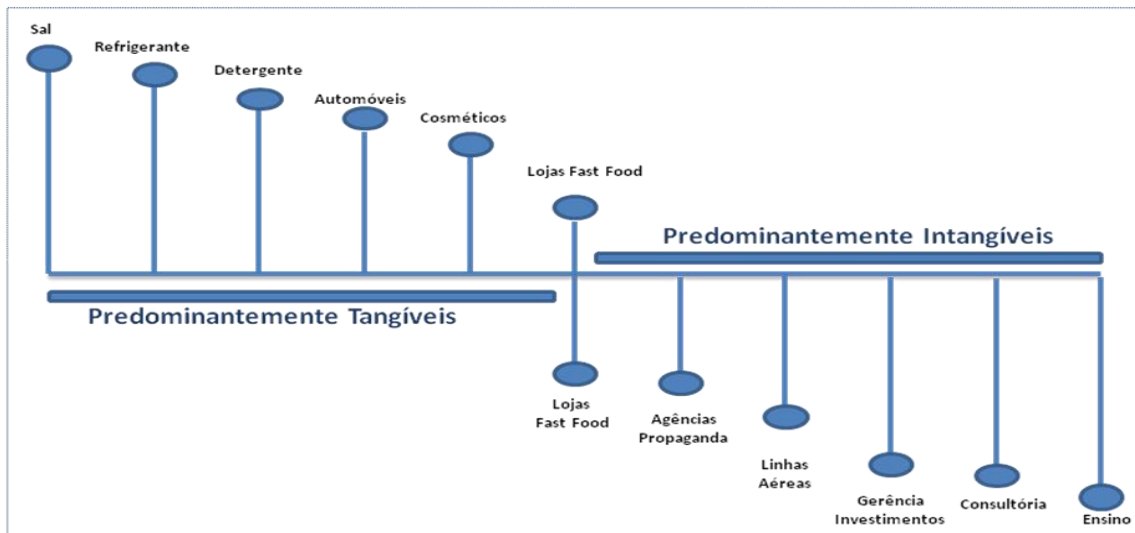 Sal
Refrigerante
Detergente
Automóveis
Cosméticos
Lojas Fast Food
Predominantemente Intangíveis
Predominantemente Tangíveis
Lojas
Fast Food
Agências
Propaganda
Linhas
Aéreas
Gerência
Investimentos
Consultória
Ensino